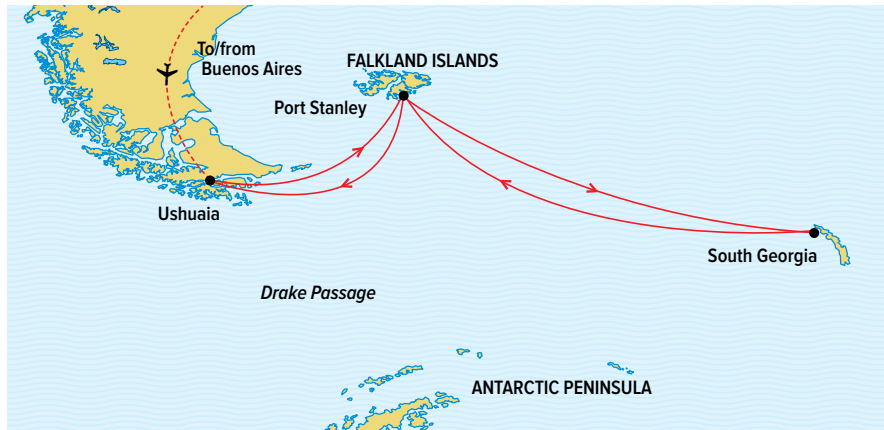 To/from
Buenos Aires
FALKLAND ISLANDS
Port Stanley
Ushuaia
South Georgia
Drake Passage
ANTARCTIC PENINSULA